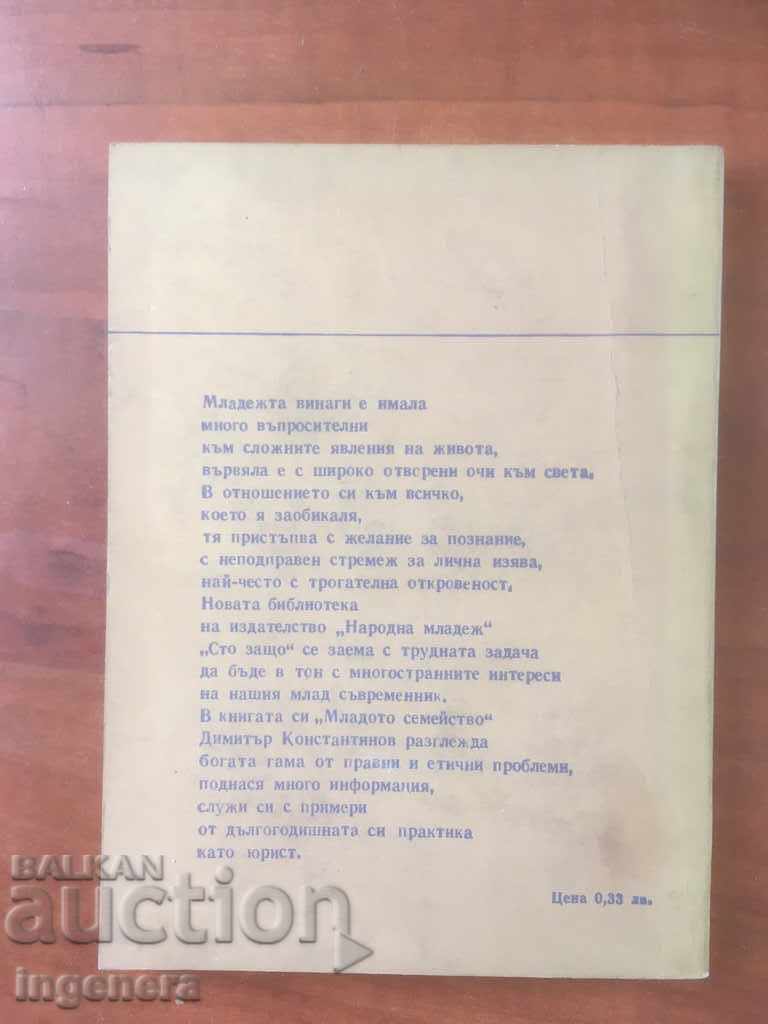 Младежта винаги е имала
много въпросителни
към сложните явления на живота,
вървяла е с широко отворени очи към света.
В отношението си към всичко,
което я заобикаля,
тя пристъпва с желание за познание,
с неподправен стремеж за лична изява,
най-често с трогателна откровеност.
Новата библиотека
на издателство „Народна младеж“
„Сто защо“ се заема с трудната задача
да бъде в тон с многостранните интереси
на нашия млад съвременник.
В книгата си „Младото семейство“
Димитър Константинов разглежда
богата гама от правни и етични проблеми,
поднася много информация,
служи си с примери
от дългогодишната си практика
като юрист.
Цена 0,33 лв.
BALKAN
auction
ingenera